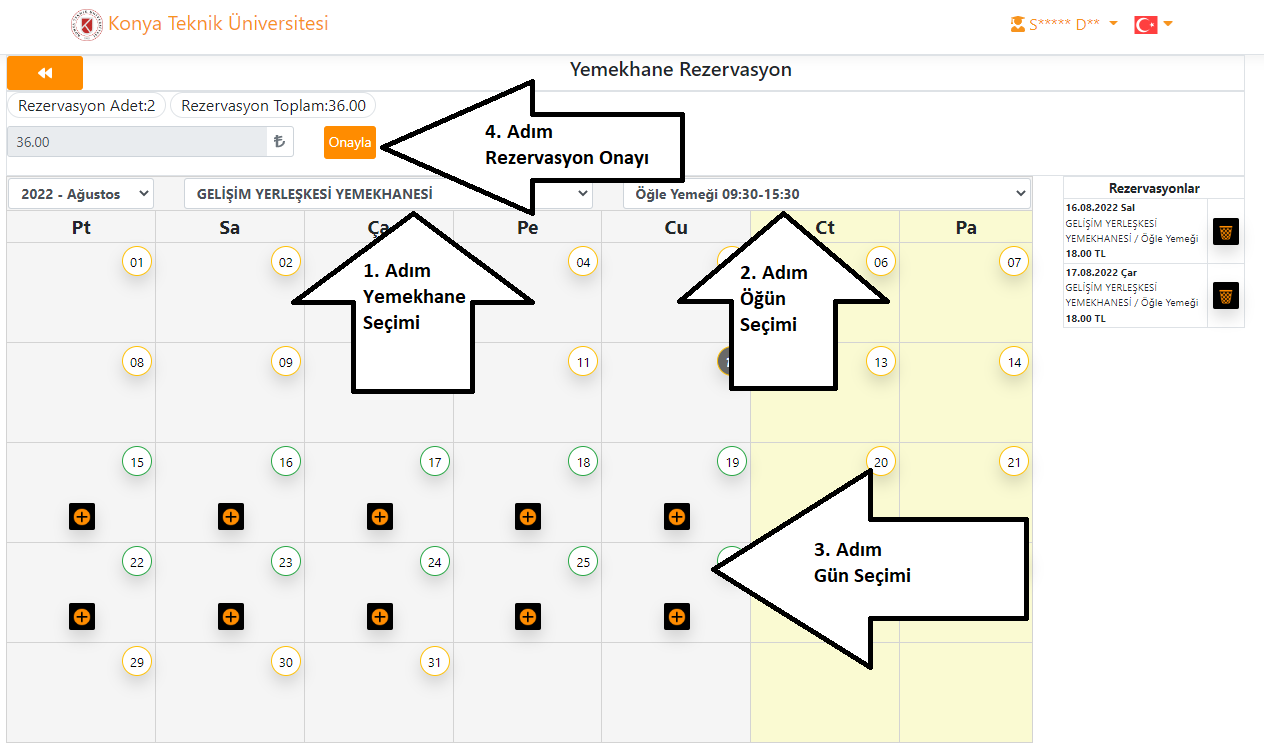 Konya Teknik Üniversitesi
S***** D**
Yemekhane Rezervasyon
Rezervasyon Adet:2
Rezervasyon Toplam:36.00
36.00
Onayla
4. Adım
Rezervasyon Onayı
2022 - Ağustos
GELİŞİM YERLEŞKESİ YEMEKHANESİ
Öğle Yemeği 09:30-15:30
Rezervasyonlar
16.08.2022 Sal
GELİŞİM YERLEŞKESİ
YEMEKHANESİ / Öğle Yemeği
18.00 TL
17.08.2022 Çar
GELİŞİM YERLEŞKESİ
YEMEKHANESİ / Öğle Yemeği
18.00 TL
Pt Sa Ça Pe Cu Ct Pa
01 02 04 06 07
1. Adım
Yemekhane
Seçimi
2. Adım
Öğün
Seçimi
08 09 11 13 14
15 16 17 18 19 20 21
22 23 24 25
3. Adım
Gün Seçimi
29 30 31